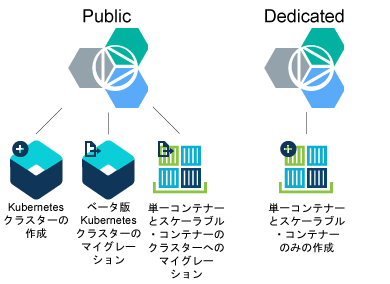 Public
Dedicated
Kubernetes
クラスターの
作成
ベータ版
Kubernetes
クラスターの
マイグレー
ション
単一コンテナー
とスケーラブル
・コンテナーの
クラスターへの
マイグレー
ション
単一コンテナー
とスケーラブル
・コンテナー
のみの作成